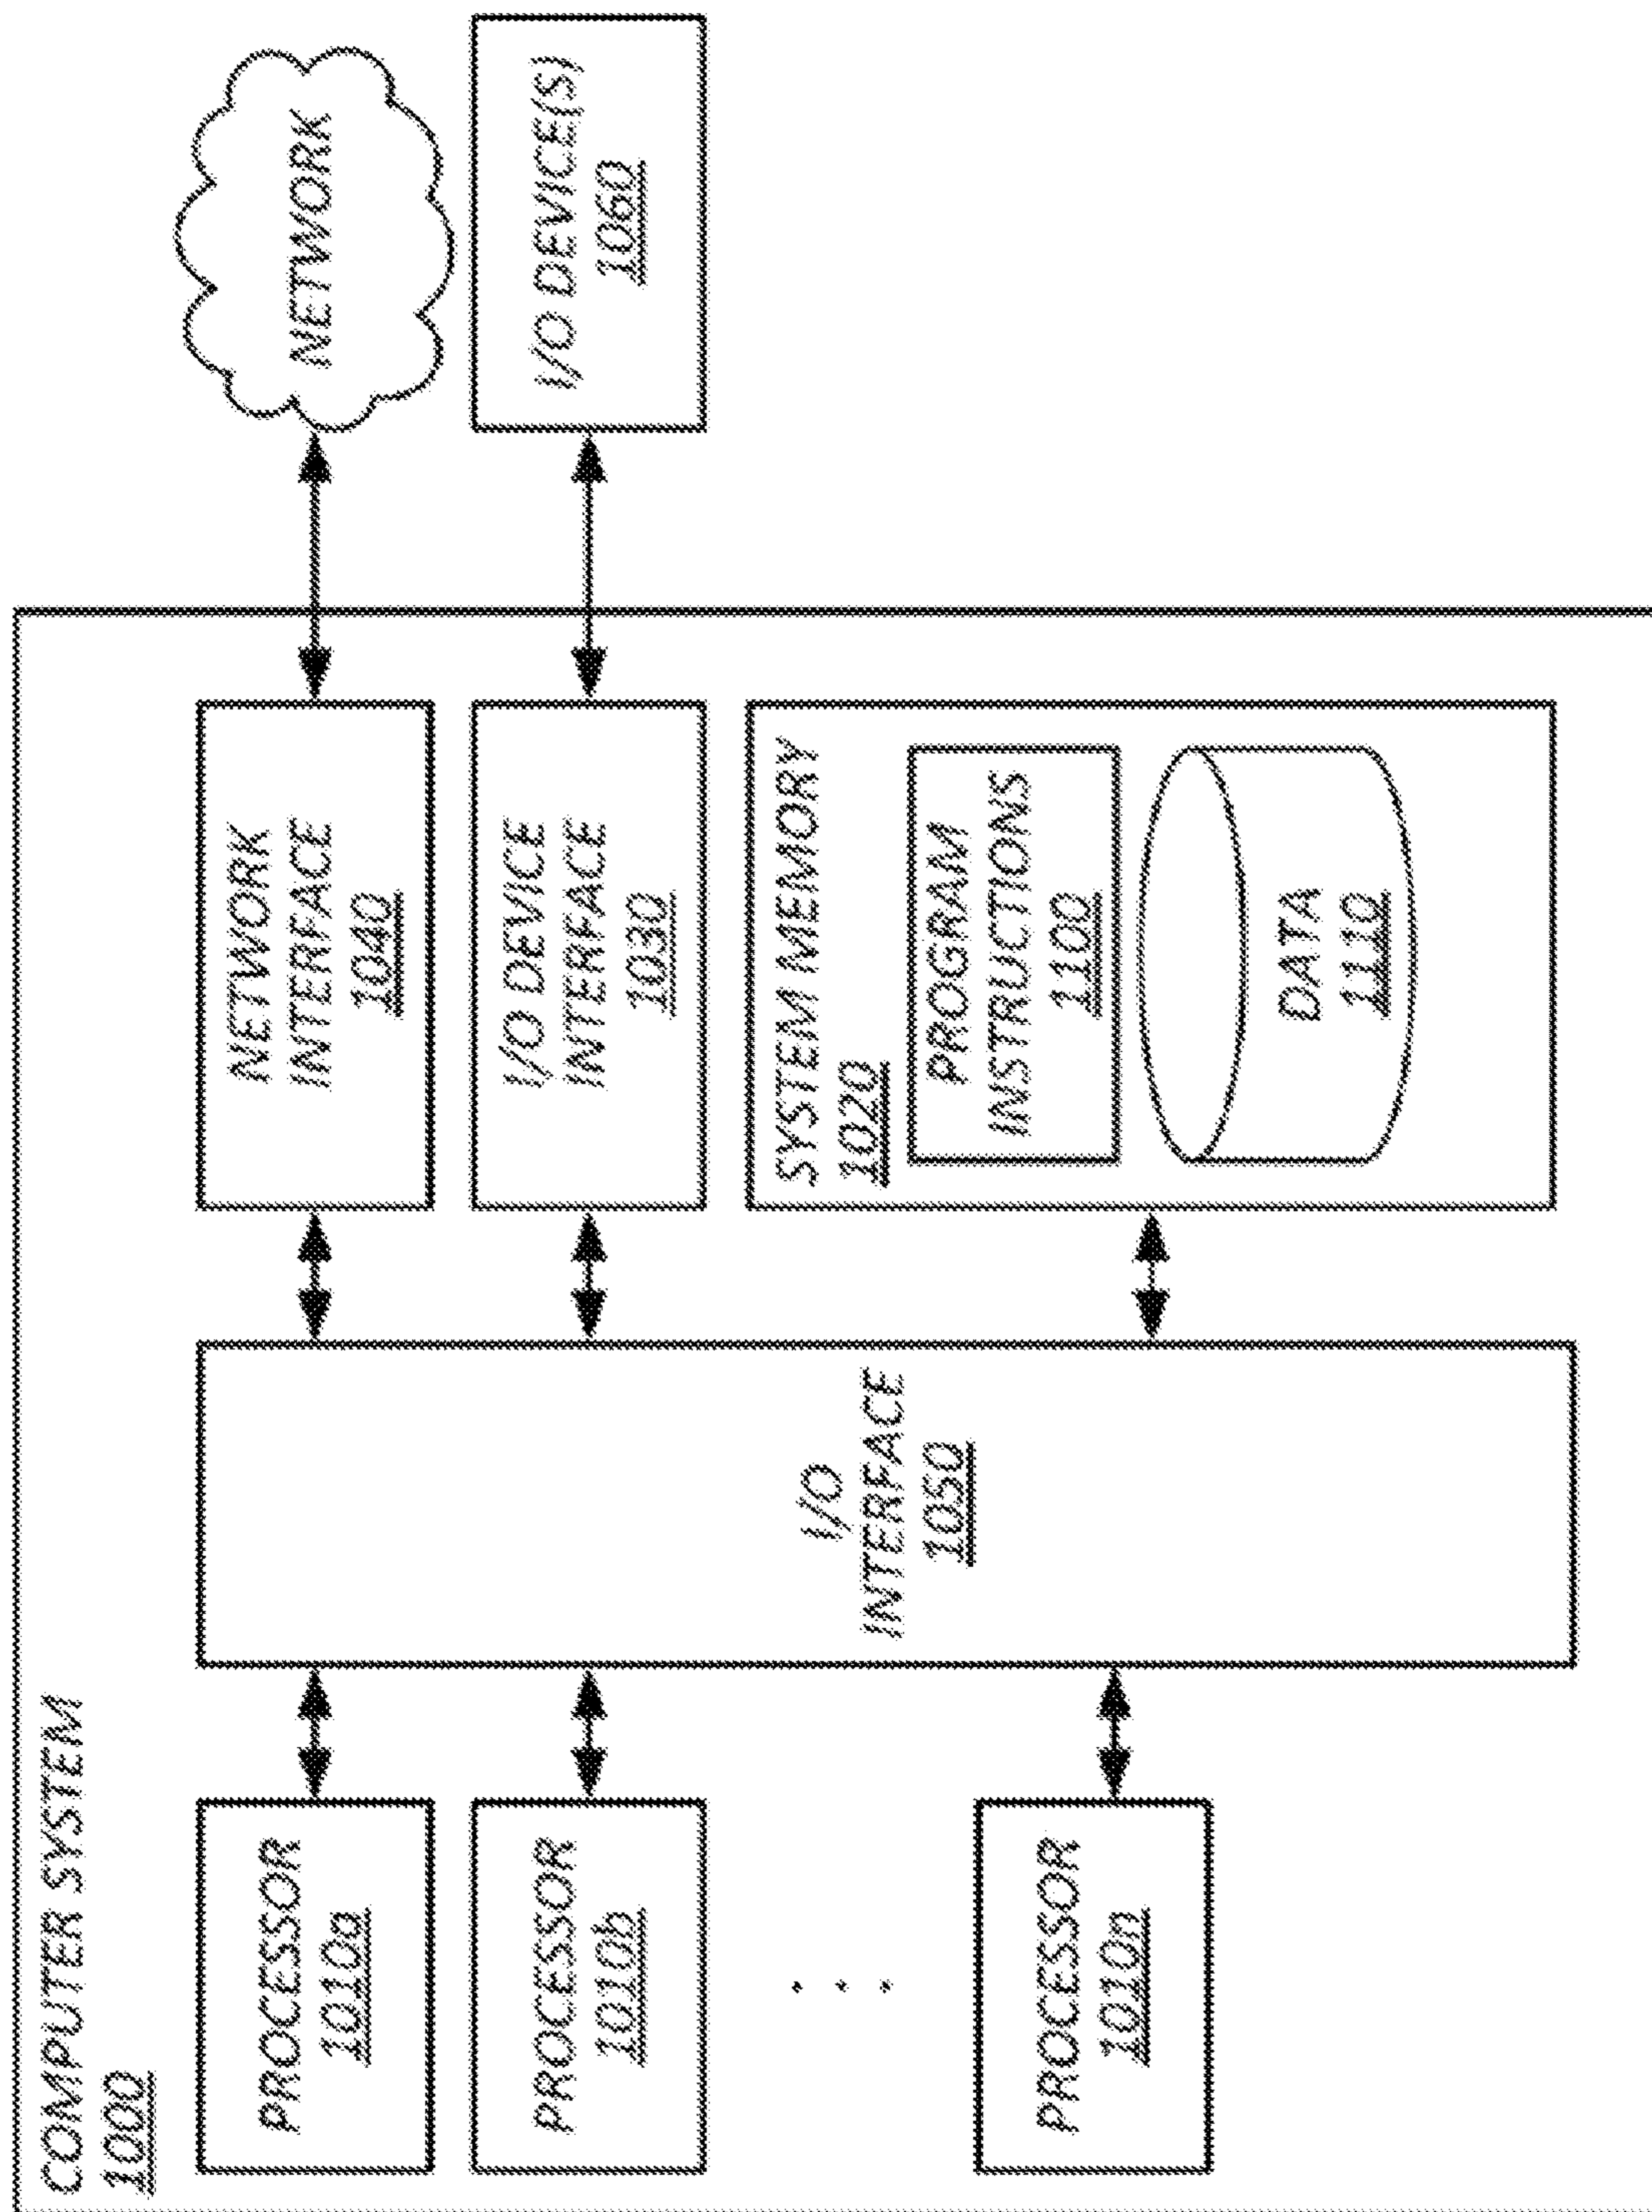 COMPUTER SYSTEM
1000
PROCESSOR
1010a
PROCESSOR
1010b
. . .
PROCESSOR
1010n
I/O
INTERFACE
1050
NETWORK
INTERFACE
1040
I/O DEVICE
INTERFACE
1030
SYSTEM MEMORY
1020
PROGRAM
INSTRUCTIONS
1100
DATA
1110
NETWORK
I/O DEVICE(S)
1060